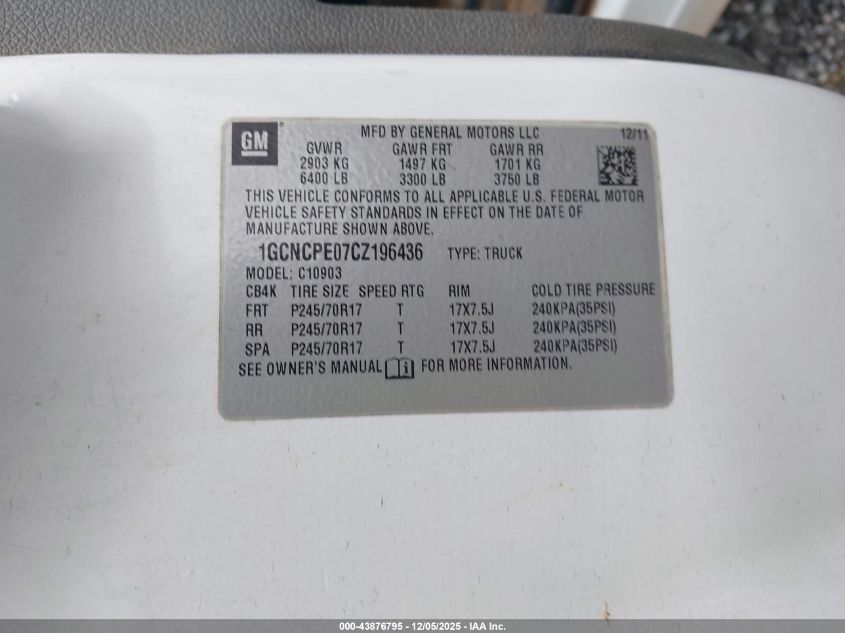 GM ®
MFD BY GENERAL MOTORS LLC 12/11
GVWR GAWR FRT GAWR RR
2903 KG 1497 KG 1701 KG
6400 LB 3300 LB 3750 LB
THIS VEHICLE CONFORMS TO ALL APPLICABLE U.S. FEDERAL MOTOR
VEHICLE SAFETY STANDARDS IN EFFECT ON THE DATE OF
MANUFACTURE SHOWN ABOVE.
1GCNCPE07CZ196436 TYPE: TRUCK
MODEL: C10903
CB4K TIRE SIZE SPEED RTG RIM COLD TIRE PRESSURE
FRT P245/70R17 T 17X7.5J 240KPA(35PSI)
RR P245/70R17 T 17X7.5J 240KPA(35PSI)
SPA P245/70R17 T 17X7.5J 240KPA(35PSI)
SEE OWNER'S MANUAL i FOR MORE INFORMATION.
000-43876795 - 12/05/2025 - IAA Inc.